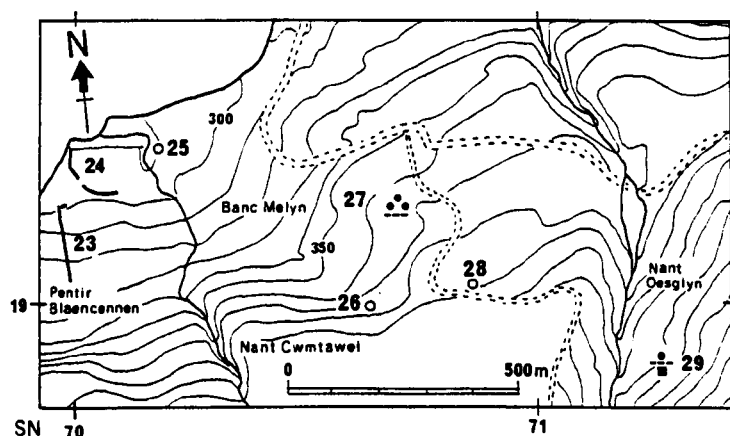 N
300
25
24
27
Banc Melyn
23
350
28
Nant
Oesglyn
Pentir
Blaencennen
19
26
Nant Cwmtawel
0
500m
29
SN
70
71